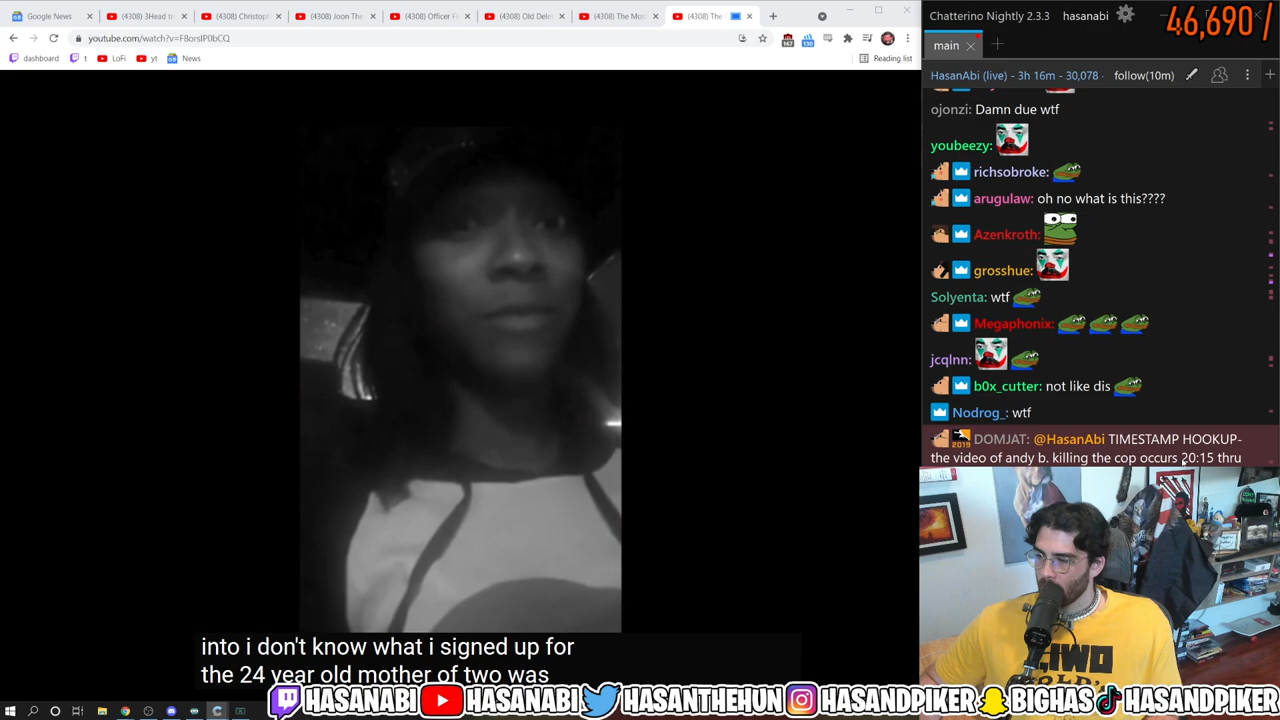 (4308) 3Head tr
(4308) Christop
(4308) Joon The
(4308) Officer Fi
(4308) Old Dele
(4308) The Mo
(4308) The
youtube.com/watch?v=F8orsIP0bCQ
dashboard
t
LoFi
yt
News
Reading list
into i don't know what i signed up for
the 24 year old mother of two was
Chatterino Nightly 2.3.3
hasanabi
46,690 /
main
HasanAbi (live) - 3h 16m - 30,078 -
follow(10m)
ojonzi: Damn due wtf
youbeezy:
richsobroke:
arugulaw: oh no what is this????
Azenkroth:
grosshue:
Solyenta: wtf
Megaphonix:
jcqlnn:
b0x_cutter: not like dis
Nodrog_: wtf
2019 DOMJAT: @HasanAbi TIMESTAMP HOOKUP-
the video of andy b. killing the cop occurs 20:15 thru
HASANABI HASANABI HASANTHEHUN HASANDPIKER BIGHAS HASANDPIKER